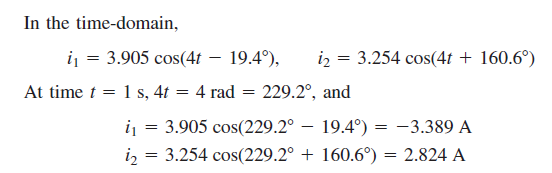 In the time-domain,
i₁ = 3.905 cos(4t − 19.4°), i₂ = 3.254 cos(4t + 160.6°)
At time t = 1 s, 4t = 4 rad = 229.2°, and
i₁ = 3.905 cos(229.2° − 19.4°) = −3.389 A
i₂ = 3.254 cos(229.2° + 160.6°) = 2.824 A